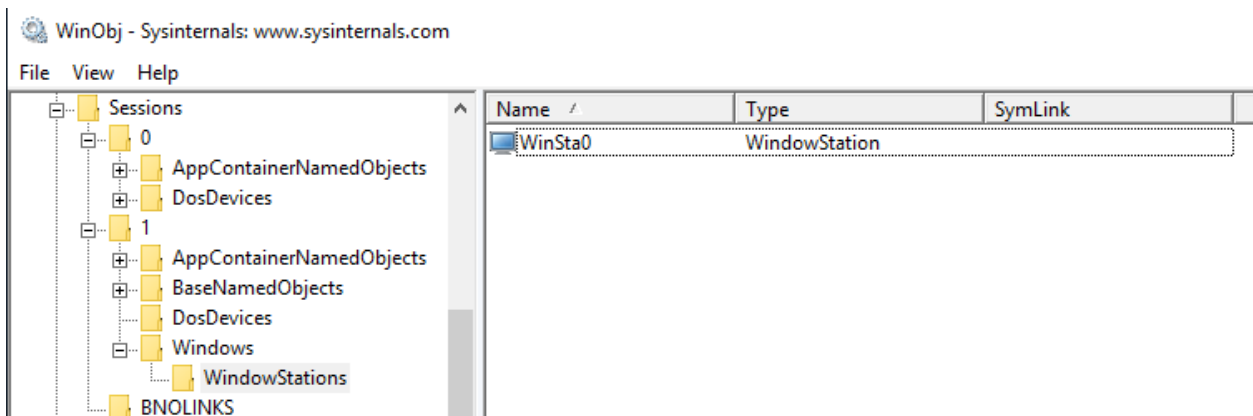 WinObj - Sysinternals: www.sysinternals.com
File View Help
Sessions
0
AppContainerNamedObjects
DosDevices
1
AppContainerNamedObjects
BaseNamedObjects
DosDevices
Windows
WindowStations
BNOLINKS
Name Type SymLink
WinSta0 WindowStation